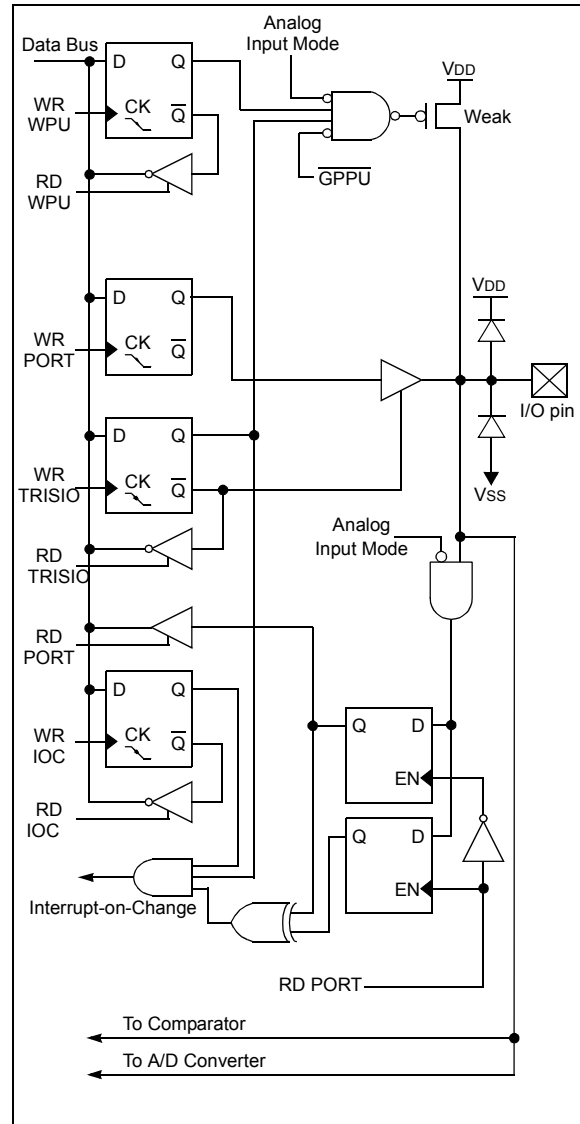 Analog
Input Mode
Data Bus
D Q
VDD
WR
WPU
CK
Q̅
Weak
RD
WPU
G̅P̅P̅U̅
D Q
VDD
WR
PORT
CK
Q̅
I/O pin
D Q
WR
TRISIO
CK
Q̅
VSS
Analog
Input Mode
RD
TRISIO
RD
PORT
D Q
Q D
WR
IOC
CK
Q̅
EN
RD
IOC
Q D
Interrupt-on-Change
EN
RD PORT
To Comparator
To A/D Converter